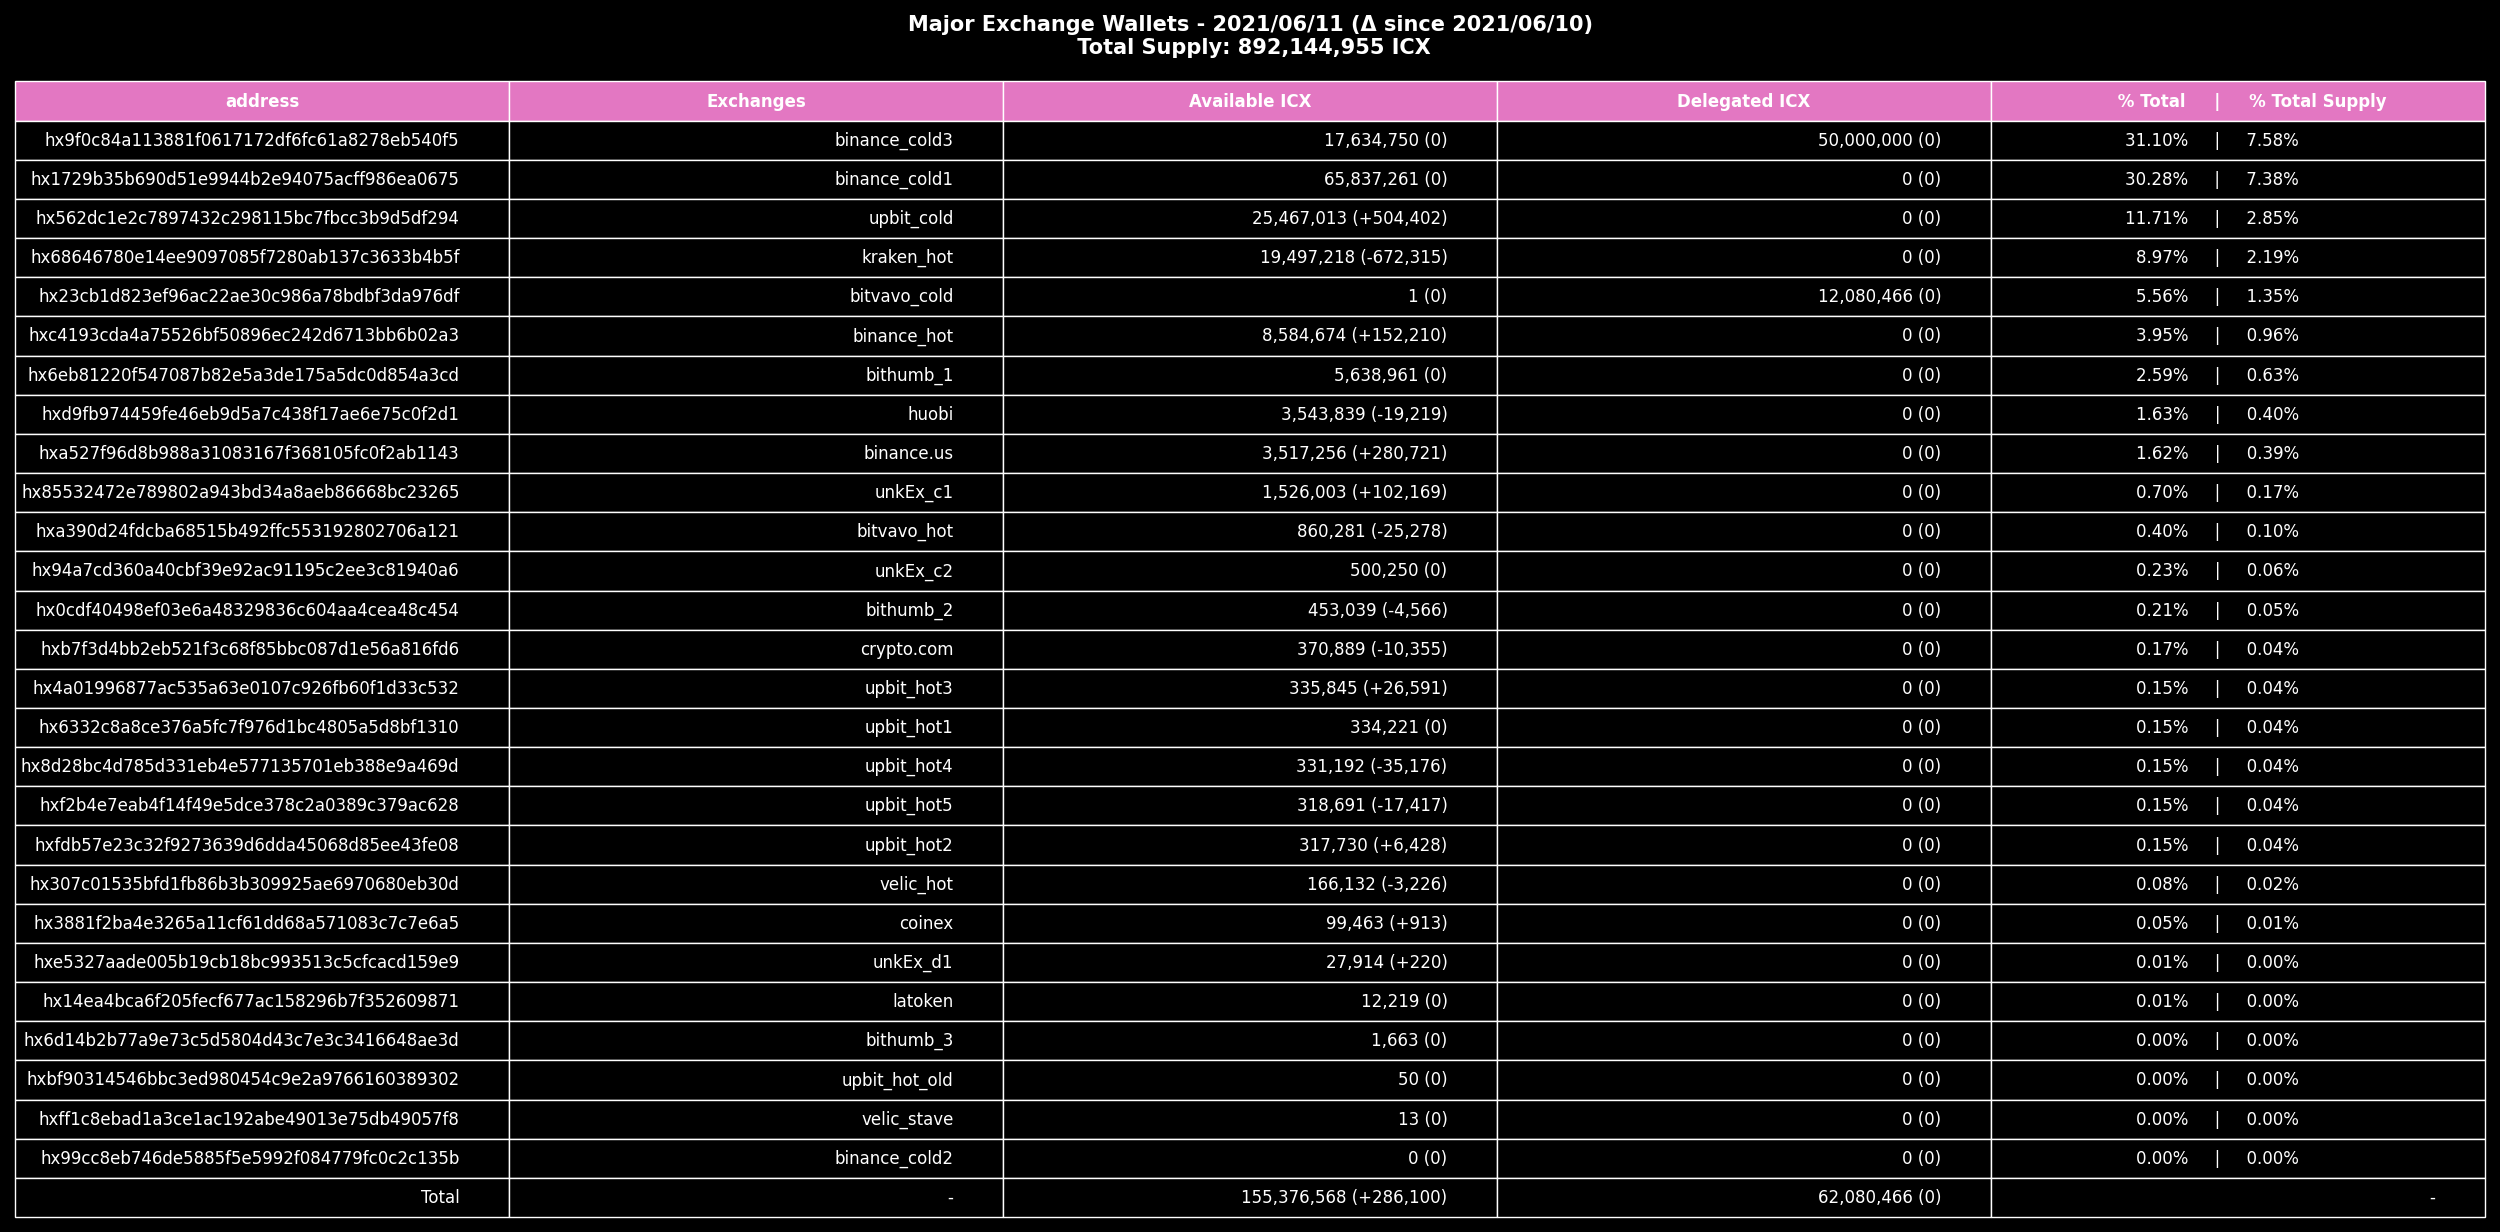 Major Exchange Wallets - 2021/06/11 (Δ since 2021/06/10)
Total Supply: 892,144,955 ICX
address Exchanges Available ICX Delegated ICX % Total | % Total Supply
hx9f0c84a113881f0617172df6fc61a8278eb540f5 binance_cold3 17,634,750 (0) 50,000,000 (0) 31.10% | 7.58%
hx1729b35b690d51e9944b2e94075acff986ea0675 binance_cold1 65,837,261 (0) 0 (0) 30.28% | 7.38%
hx562dc1e2c7897432c298115bc7fbcc3b9d5df294 upbit_cold 25,467,013 (+504,402) 0 (0) 11.71% | 2.85%
hx68646780e14ee9097085f7280ab137c3633b4b5f kraken_hot 19,497,218 (-672,315) 0 (0) 8.97% | 2.19%
hx23cb1d823ef96ac22ae30c986a78bdbf3da976df bitvavo_cold 1 (0) 12,080,466 (0) 5.56% | 1.35%
hxc4193cda4a75526bf50896ec242d6713bb6b02a3 binance_hot 8,584,674 (+152,210) 0 (0) 3.95% | 0.96%
hx6eb81220f547087b82e5a3de175a5dc0d854a3cd bithumb_1 5,638,961 (0) 0 (0) 2.59% | 0.63%
hxd9fb974459fe46eb9d5a7c438f17ae6e75c0f2d1 huobi 3,543,839 (-19,219) 0 (0) 1.63% | 0.40%
hxa527f96d8b988a31083167f368105fc0f2ab1143 binance.us 3,517,256 (+280,721) 0 (0) 1.62% | 0.39%
hx85532472e789802a943bd34a8aeb86668bc23265 unkEx_c1 1,526,003 (+102,169) 0 (0) 0.70% | 0.17%
hxa390d24fdcba68515b492ffc553192802706a121 bitvavo_hot 860,281 (-25,278) 0 (0) 0.40% | 0.10%
hx94a7cd360a40cbf39e92ac91195c2ee3c81940a6 unkEx_c2 500,250 (0) 0 (0) 0.23% | 0.06%
hx0cdf40498ef03e6a48329836c604aa4cea48c454 bithumb_2 453,039 (-4,566) 0 (0) 0.21% | 0.05%
hxb7f3d4bb2eb521f3c68f85bbc087d1e56a816fd6 crypto.com 370,889 (-10,355) 0 (0) 0.17% | 0.04%
hx4a01996877ac535a63e0107c926fb60f1d33c532 upbit_hot3 335,845 (+26,591) 0 (0) 0.15% | 0.04%
hx6332c8a8ce376a5fc7f976d1bc4805a5d8bf1310 upbit_hot1 334,221 (0) 0 (0) 0.15% | 0.04%
hx8d28bc4d785d331eb4e577135701eb388e9a469d upbit_hot4 331,192 (-35,176) 0 (0) 0.15% | 0.04%
hxf2b4e7eab4f14f49e5dce378c2a0389c379ac628 upbit_hot5 318,691 (-17,417) 0 (0) 0.15% | 0.04%
hxfdb57e23c32f9273639d6dda45068d85ee43fe08 upbit_hot2 317,730 (+6,428) 0 (0) 0.15% | 0.04%
hx307c01535bfd1fb86b3b309925ae6970680eb30d velic_hot 166,132 (-3,226) 0 (0) 0.08% | 0.02%
hx3881f2ba4e3265a11cf61dd68a571083c7c7e6a5 coinex 99,463 (+913) 0 (0) 0.05% | 0.01%
hxe5327aade005b19cb18bc993513c5cfcacd159e9 unkEx_d1 27,914 (+220) 0 (0) 0.01% | 0.00%
hx14ea4bca6f205fecf677ac158296b7f352609871 latoken 12,219 (0) 0 (0) 0.01% | 0.00%
hx6d14b2b77a9e73c5d5804d43c7e3c3416648ae3d bithumb_3 1,663 (0) 0 (0) 0.00% | 0.00%
hxbf90314546bbc3ed980454c9e2a9766160389302 upbit_hot_old 50 (0) 0 (0) 0.00% | 0.00%
hxff1c8ebad1a3ce1ac192abe49013e75db49057f8 velic_stave 13 (0) 0 (0) 0.00% | 0.00%
hx99cc8eb746de5885f5e5992f084779fc0c2c135b binance_cold2 0 (0) 0 (0) 0.00% | 0.00%
Total - 155,376,568 (+286,100) 62,080,466 (0) -